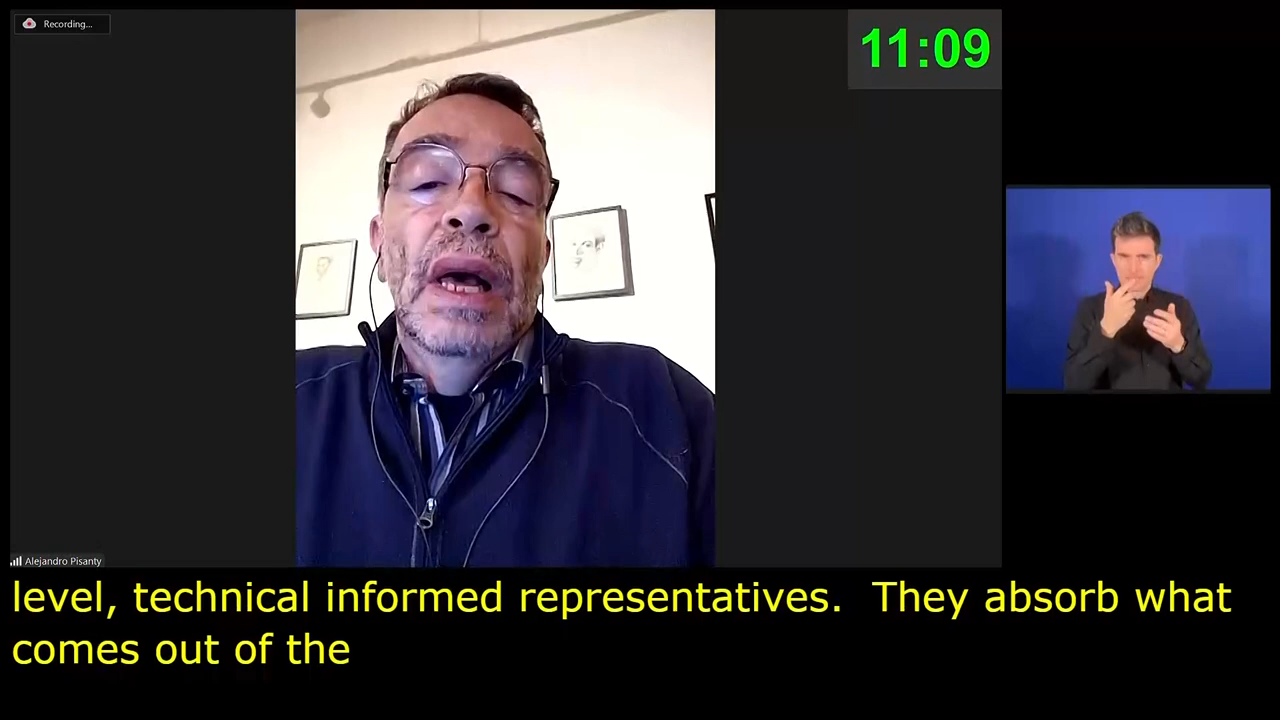 Recording...
11:09
Alejandro Pisanty
level, technical informed representatives.  They absorb what
comes out of the